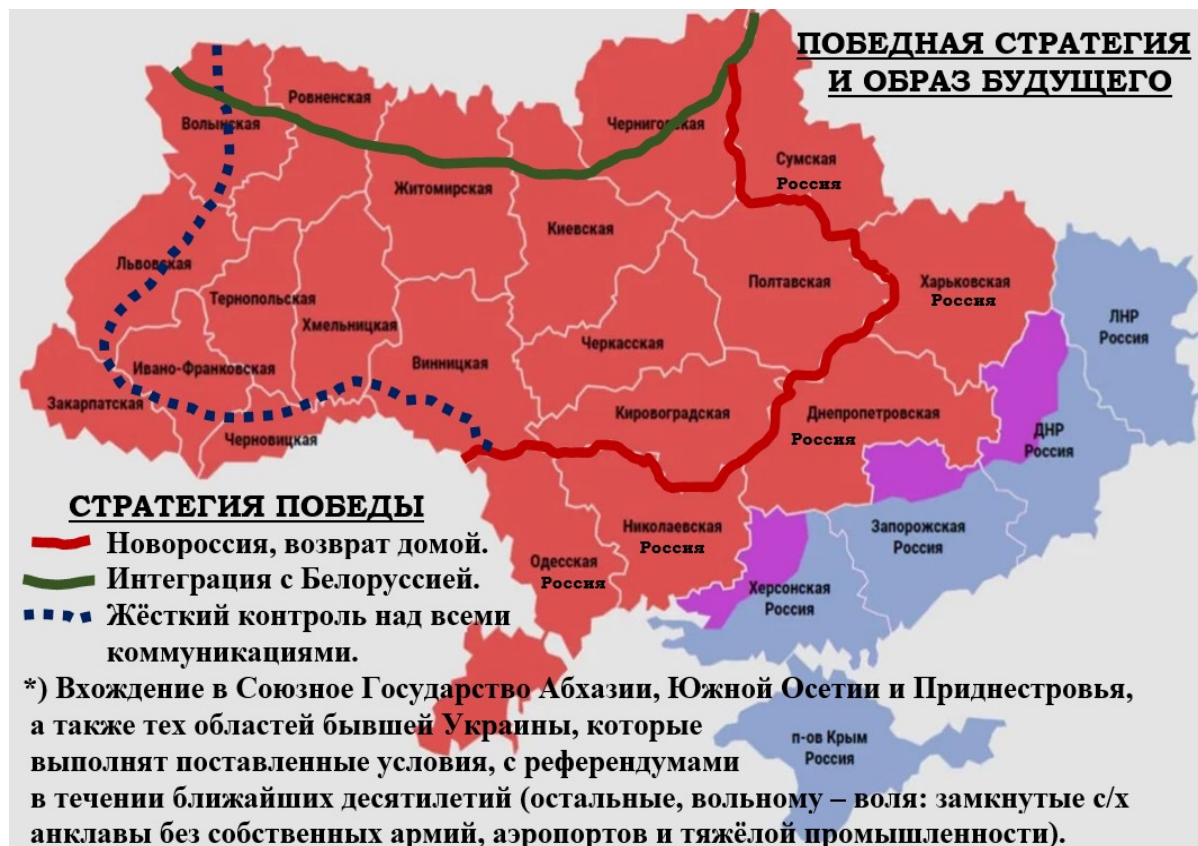 ПОБЕДНАЯ СТРАТЕГИЯ
И ОБРАЗ БУДУЩЕГО
Ровненская
Волынская
Черниговская
Сумская
Россия
Житомирская
Киевская
Львовская
Тернопольская
Хмельницкая
Полтавская
Харьковская
Россия
ЛНР
Россия
Ивано-Франковская
Винницкая
Черкасская
Закарпатская
Черновицкая
Кировоградская
Днепропетровская
Россия
ДНР
Россия
СТРАТЕГИЯ ПОБЕДЫ
Новороссия, возврат домой.
Интеграция с Белоруссией.
Жёсткий контроль над всеми
коммуникациями.
Одесская
Россия
Николаевская
Россия
Запорожская
Россия
Херсонская
Россия
п-ов Крым
Россия
*) Вхождение в Союзное Государство Абхазии, Южной Осетии и Приднестровья,
а также тех областей бывшей Украины, которые
выполнят поставленные условия, с референдумами
в течении ближайших десятилетий (остальные, вольному – воля: замкнутые с/х
анклавы без собственных армий, аэропортов и тяжёлой промышленности).